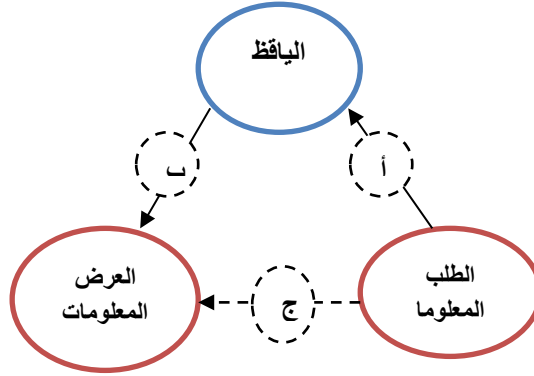 الياقظ
أ
ب
الطلب
المعلوما
العرض
المعلومات
ج